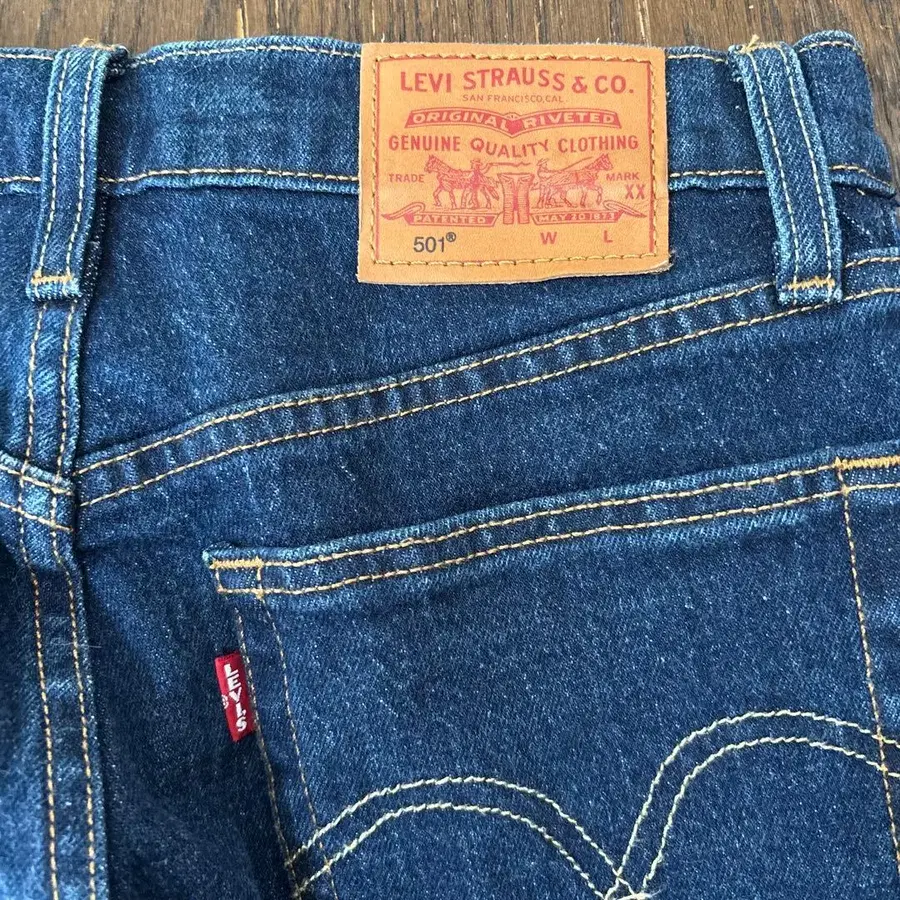 LEVI STRAUSS & CO.
SAN FRANCISCO, CAL.
ORIGINAL RIVETED
GENUINE QUALITY CLOTHING
TRADE MARK
XX
PATENTED MAY 20 1873
501® W L
LEVI'S
®